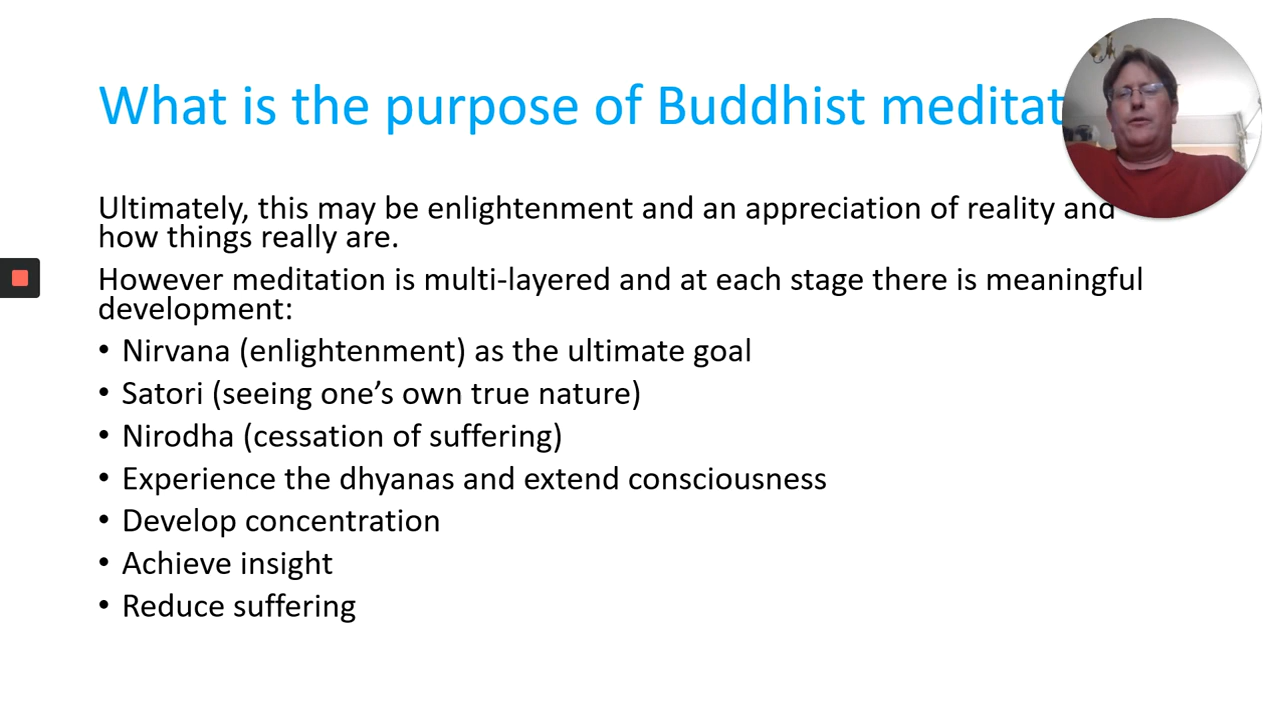 What is the purpose of Buddhist meditat
Ultimately, this may be enlightenment and an appreciation of reality and
how things really are.
However meditation is multi-layered and at each stage there is meaningful
development:
• Nirvana (enlightenment) as the ultimate goal
• Satori (seeing one’s own true nature)
• Nirodha (cessation of suffering)
• Experience the dhyanas and extend consciousness
• Develop concentration
• Achieve insight
• Reduce suffering